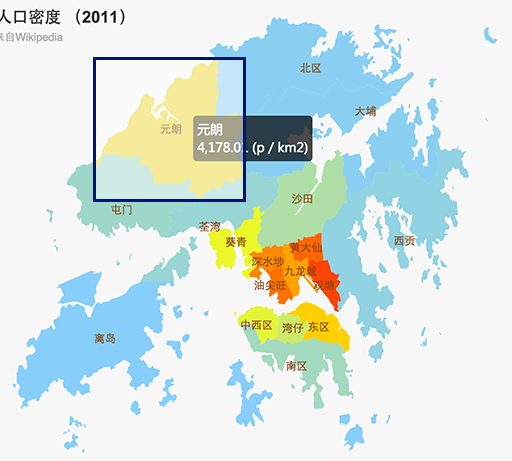 人口密度 （2011）
来自Wikipedia
北区
大埔
元朗
元朗
4,178.01 (p / km2)
沙田
屯门
荃湾
葵青
西贡
黄大仙
深水埗
九龙城
油尖旺
观塘
离岛
中西区
湾仔
东区
南区